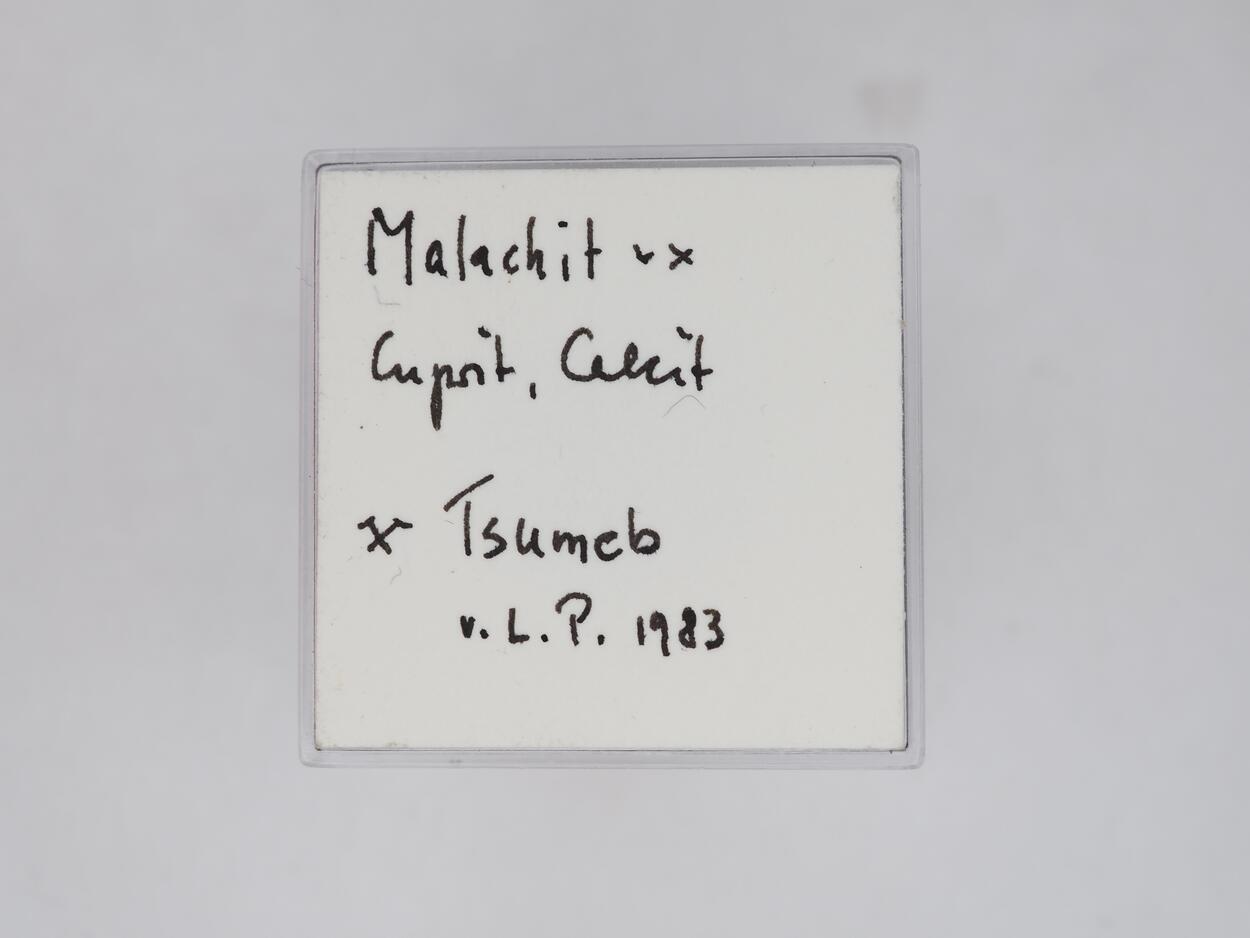 Malachit xx
Cuprit, Calcit
⚒ Tsumeb
v. L. P. 1983